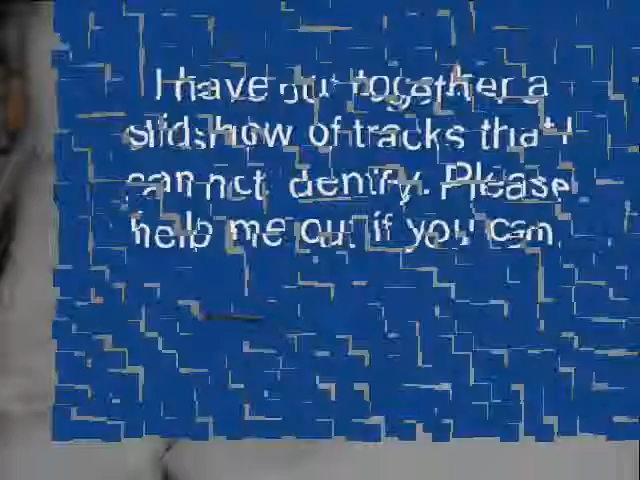 I have put together a
slidshow of tracks that I
can not identify. Please
help me out if you can.